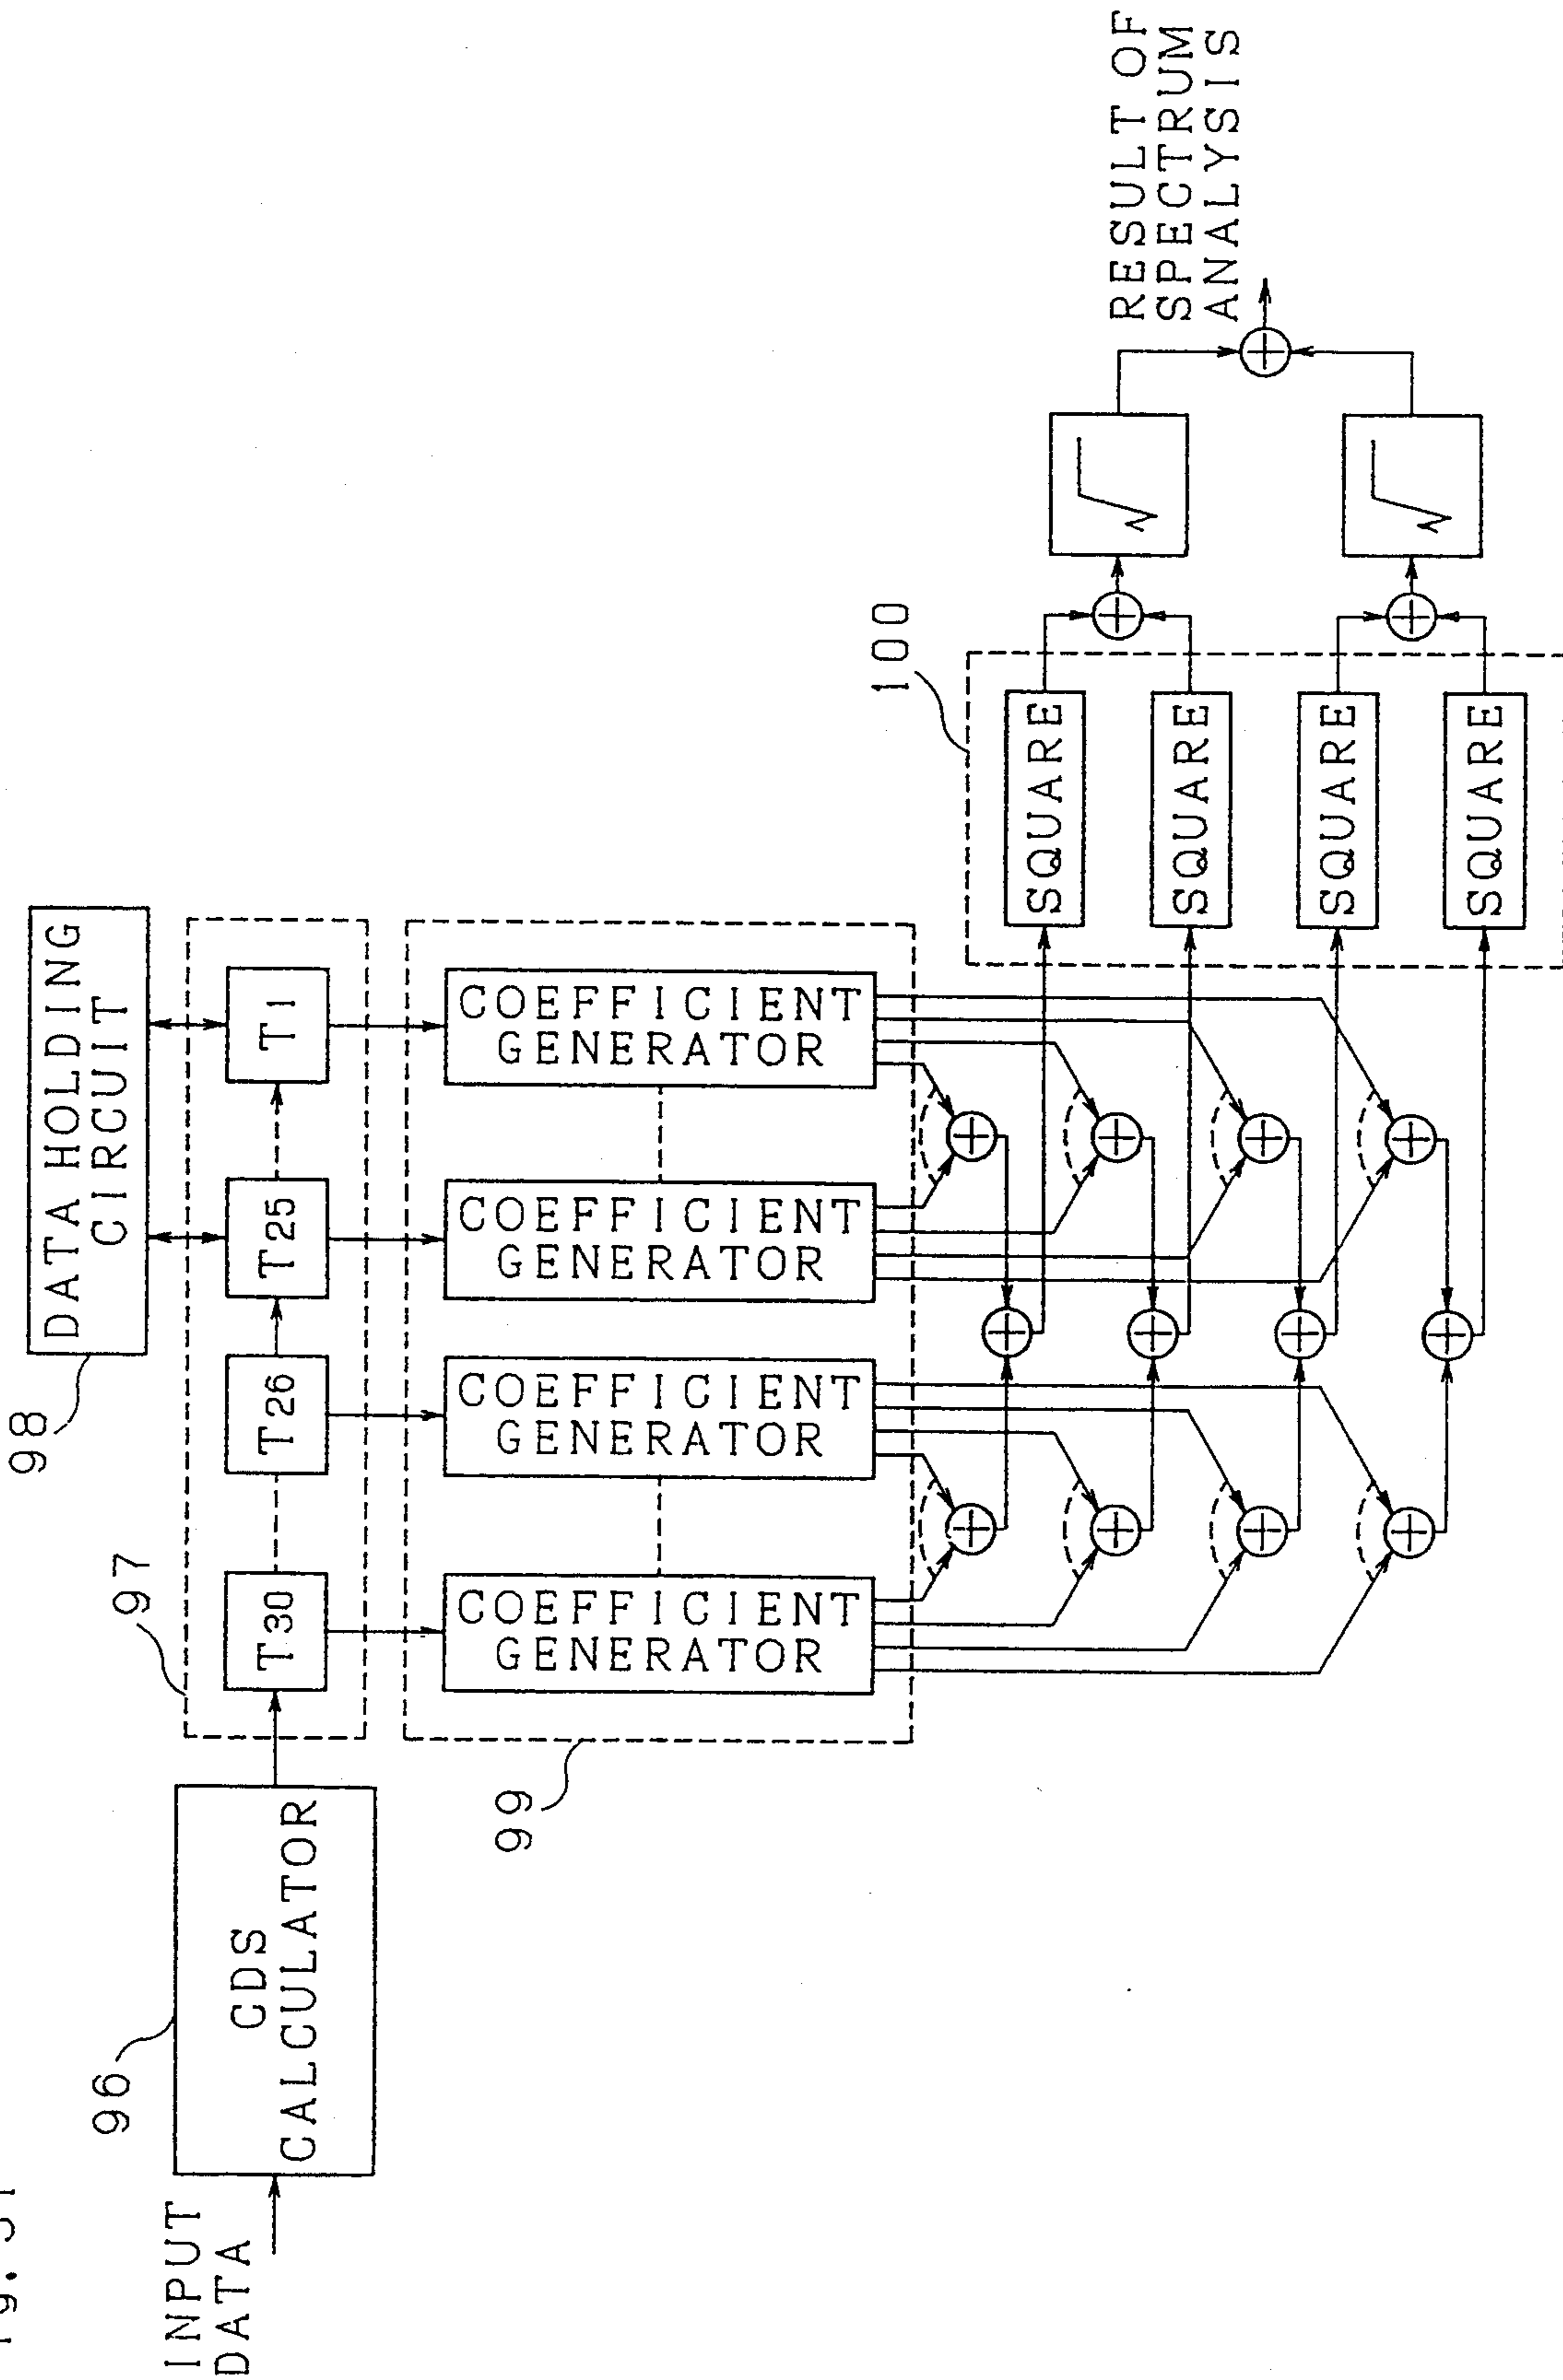 INPUT
DATA
96
CDS
CALCULATOR
97
98
DATA HOLDING
CIRCUIT
T30
T26
T25
T1
99
COEFFICIENT
GENERATOR
COEFFICIENT
GENERATOR
COEFFICIENT
GENERATOR
COEFFICIENT
GENERATOR
100
SQUARE
SQUARE
SQUARE
SQUARE
RESULT OF
SPECTRUM
ANALYSIS